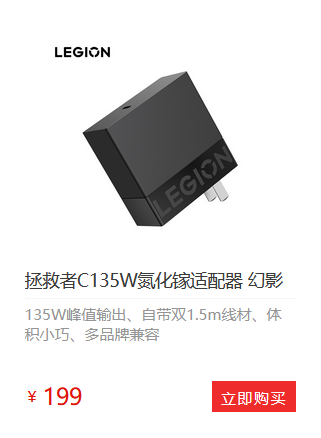 LEGION
LEGION
拯救者C135W氮化镓适配器 幻影
135W峰值输出、自带双1.5m线材、体
积小巧、多品牌兼容
¥ 199
立即购买